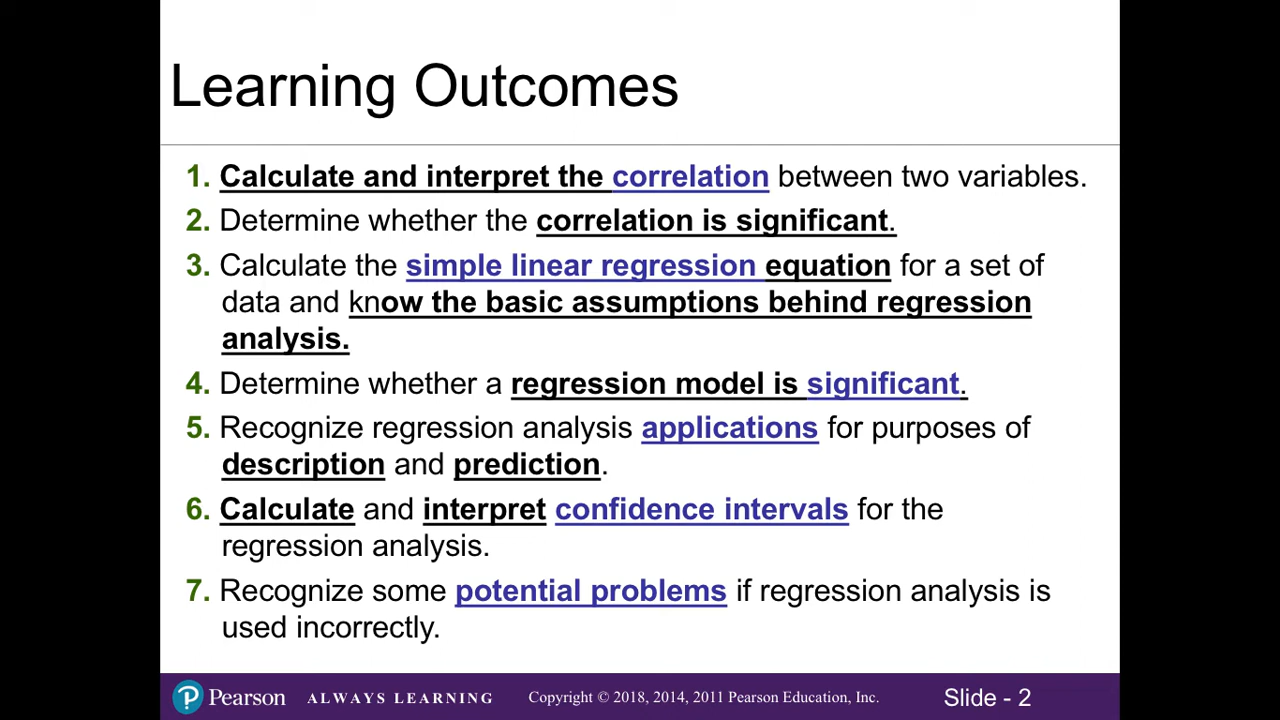 Learning Outcomes
1. Calculate and interpret the correlation between two variables.
2. Determine whether the correlation is significant.
3. Calculate the simple linear regression equation for a set of
data and know the basic assumptions behind regression
analysis.
4. Determine whether a regression model is significant.
5. Recognize regression analysis applications for purposes of
description and prediction.
6. Calculate and interpret confidence intervals for the
regression analysis.
7. Recognize some potential problems if regression analysis is
used incorrectly.
P Pearson ALWAYS LEARNING Copyright © 2018, 2014, 2011 Pearson Education, Inc. Slide - 2